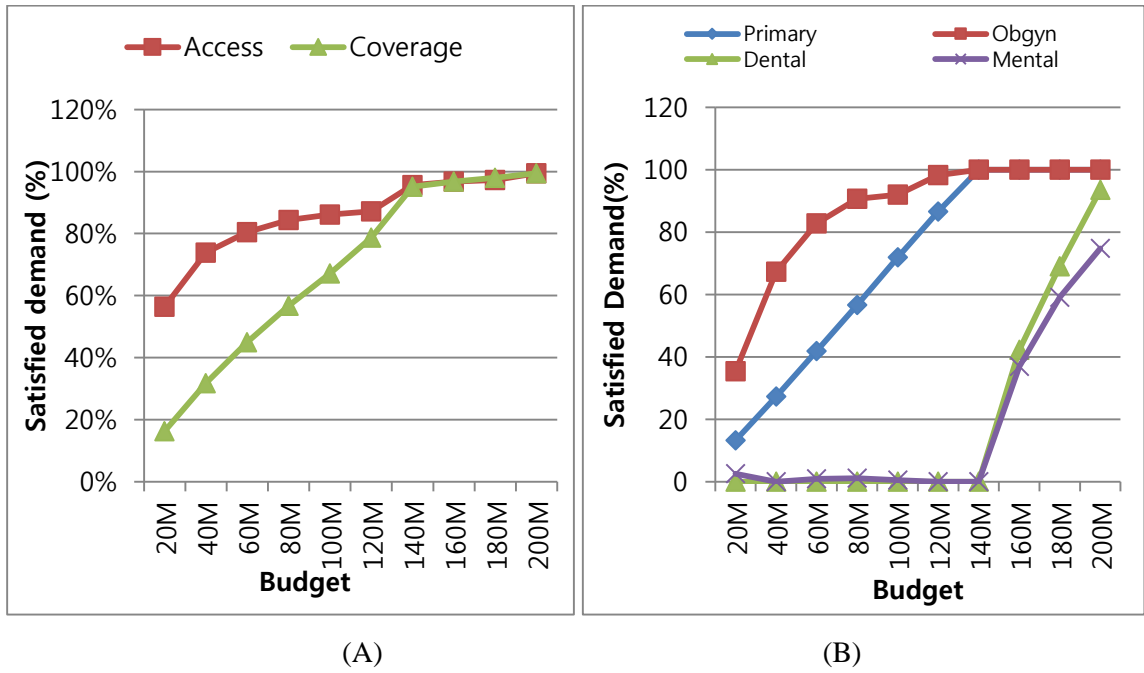 Access Coverage
120%
100%
80%
60%
40%
20%
0%
Satisfied demand (%)
20M 40M 60M 80M 100M 120M 140M 160M 180M 200M
Budget
(A)
Primary Obgyn
Dental Mental
120
100
80
60
40
20
0
Satisfied Demand(%)
20M 40M 60M 80M 100M 120M 140M 160M 180M 200M
Budget
(B)